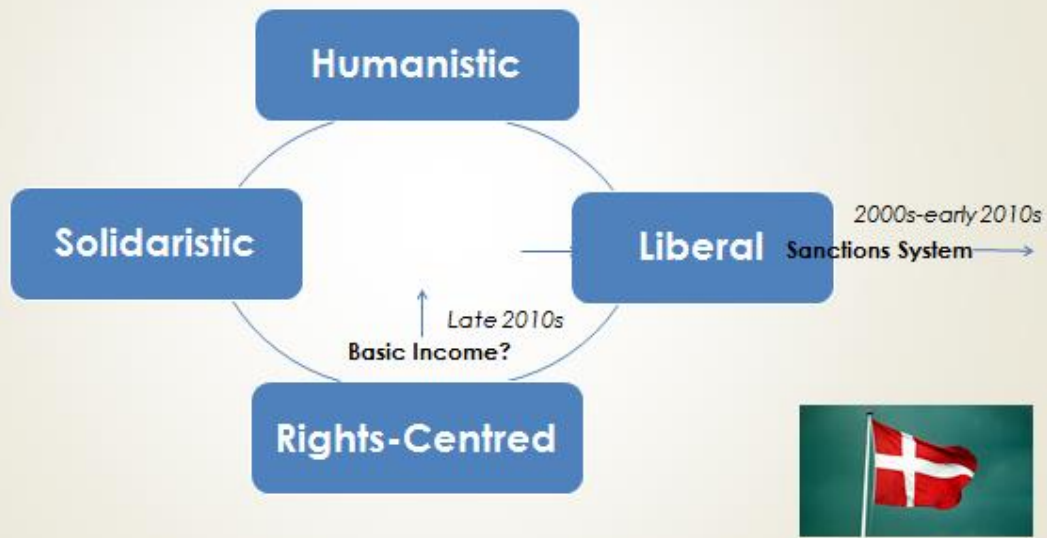 Humanistic
Solidaristic
Liberal
2000s-early 2010s
Sanctions System
Late 2010s
Basic Income?
Rights-Centred